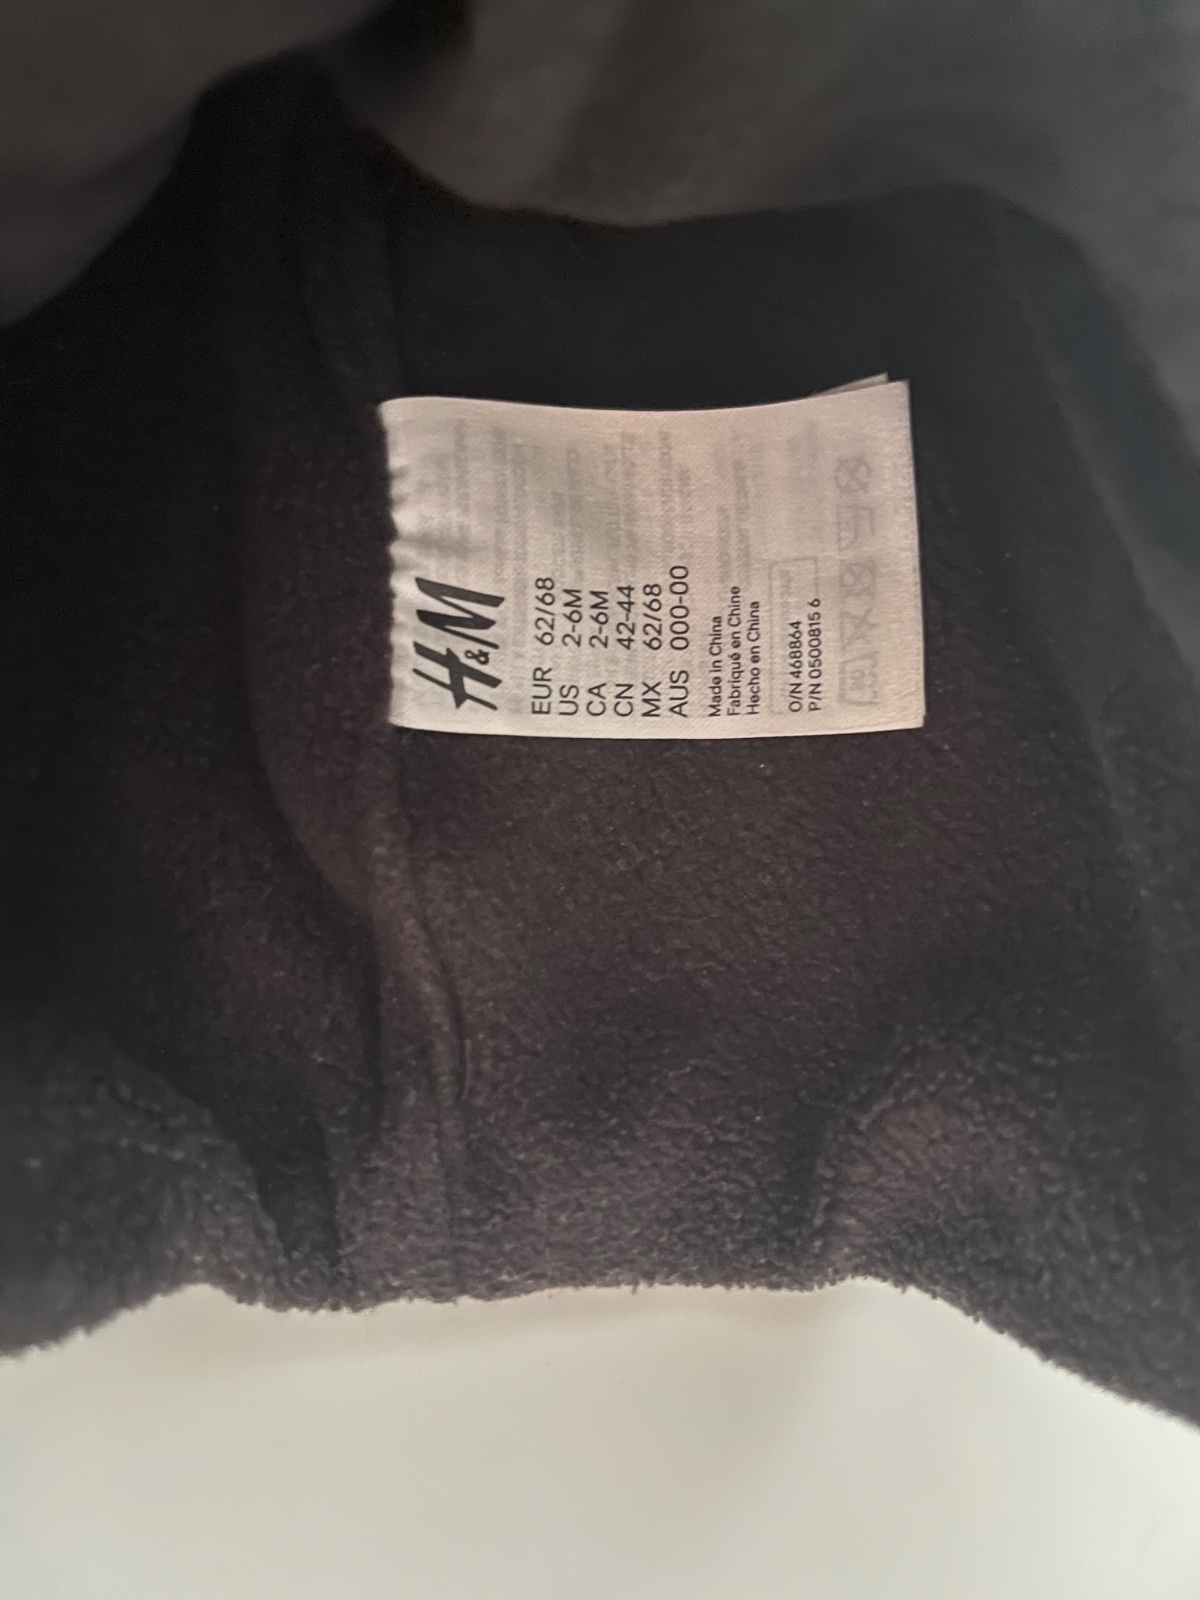 H&M
EUR 62/68
US 2-6M
CA 2-6M
CN 42-44
MX 62/68
AUS 000-00
Made in China
Fabriqué en Chine
Hecho en China
O/N 468864
P/N 0500815 6